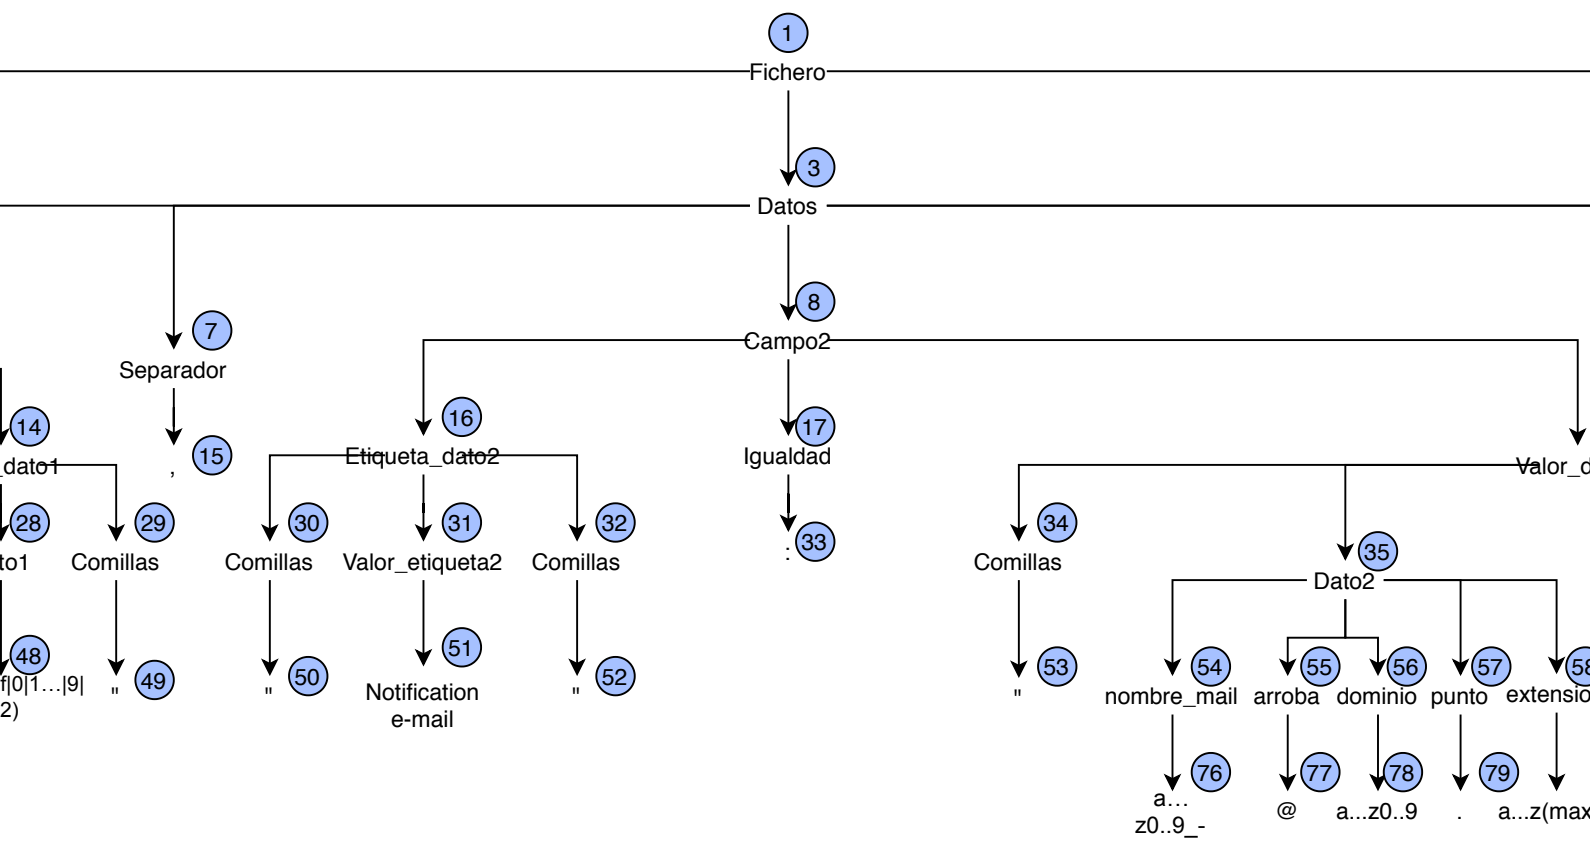 1
Fichero
3
Datos
8
7
Campo2
Separador
16
17
14
15
Etiqueta_dato2
Igualdad
_dato1
,
Valor_d
28
29
30
31
32
33
34
35
:
to1
Comillas
Comillas
Valor_etiqueta2
Comillas
Comillas
Dato2
48
49
50
51
52
53
54
55
56
57
58
f|0|1...|9|
2)
"
"
Notification
e-mail
"
"
nombre_mail
arroba
dominio
punto
extensio
76
77
78
79
a...
z0..9_-
@
a...z0..9
.
a...z(max